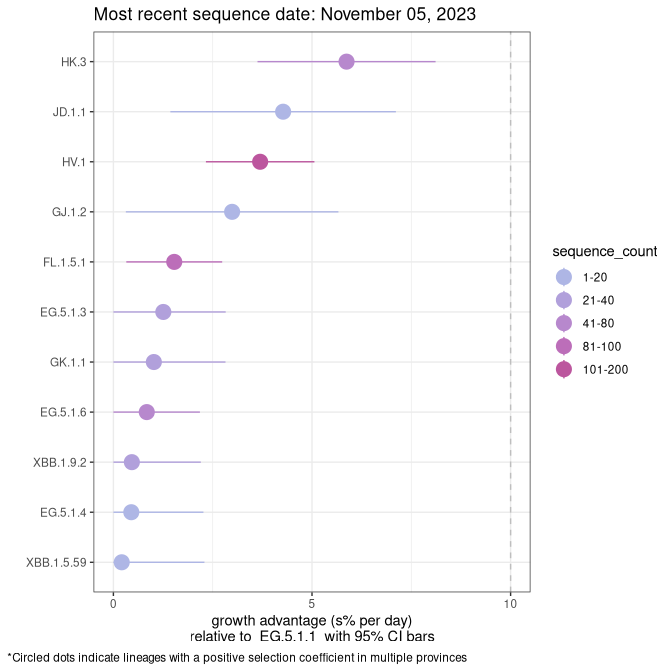 Most recent sequence date: November 05, 2023
HK.3
JD.1.1
HV.1
GJ.1.2
FL.1.5.1
EG.5.1.3
GK.1.1
EG.5.1.6
XBB.1.9.2
EG.5.1.4
XBB.1.5.59
0
5
10
growth advantage (s% per day)
relative to EG.5.1.1 with 95% CI bars
sequence_count
1-20
21-40
41-80
81-100
101-200
*Circled dots indicate lineages with a positive selection coefficient in multiple provinces